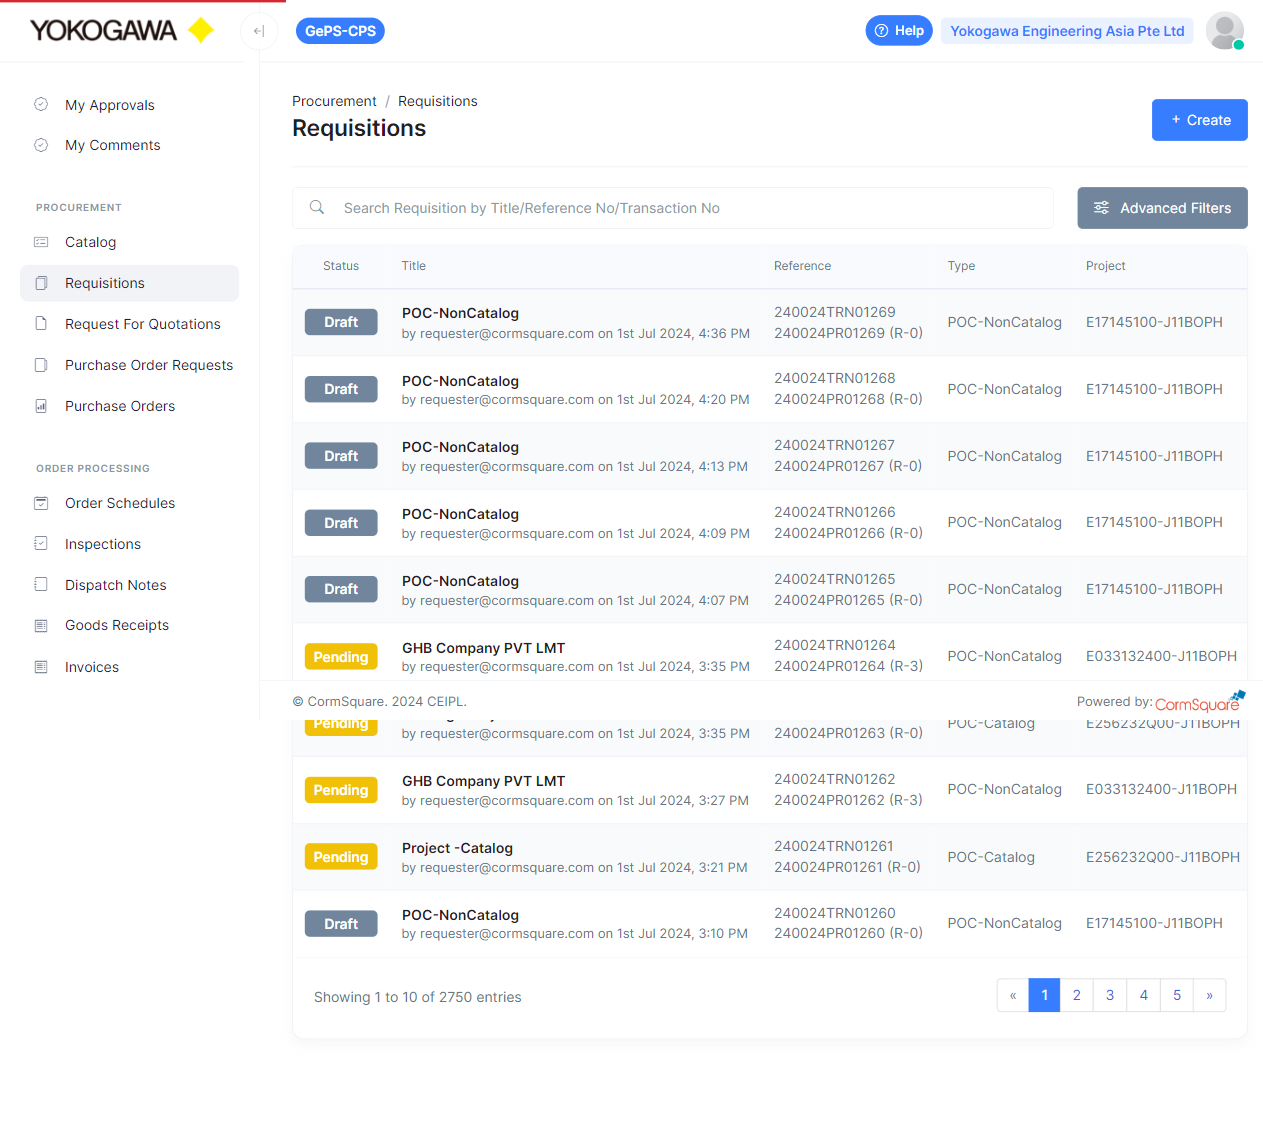 YOKOGAWA
GePS-CPS
Help
Yokogawa Engineering Asia Pte Ltd
My Approvals
My Comments
PROCUREMENT
Catalog
Requisitions
Request For Quotations
Purchase Order Requests
Purchase Orders
ORDER PROCESSING
Order Schedules
Inspections
Dispatch Notes
Goods Receipts
Invoices
Procurement / Requisitions
Requisitions
+ Create
Search Requisition by Title/Reference No/Transaction No
Advanced Filters
Status Title Reference Type Project
Draft
POC-NonCatalog
by requester@cormsquare.com on 1st Jul 2024, 4:36 PM
240024TRN01269
240024PR01269 (R-0)
POC-NonCatalog
E17145100-J11BOPH
Draft
POC-NonCatalog
by requester@cormsquare.com on 1st Jul 2024, 4:20 PM
240024TRN01268
240024PR01268 (R-0)
POC-NonCatalog
E17145100-J11BOPH
Draft
POC-NonCatalog
by requester@cormsquare.com on 1st Jul 2024, 4:13 PM
240024TRN01267
240024PR01267 (R-0)
POC-NonCatalog
E17145100-J11BOPH
Draft
POC-NonCatalog
by requester@cormsquare.com on 1st Jul 2024, 4:09 PM
240024TRN01266
240024PR01266 (R-0)
POC-NonCatalog
E17145100-J11BOPH
Draft
POC-NonCatalog
by requester@cormsquare.com on 1st Jul 2024, 4:07 PM
240024TRN01265
240024PR01265 (R-0)
POC-NonCatalog
E17145100-J11BOPH
Pending
GHB Company PVT LMT
by requester@cormsquare.com on 1st Jul 2024, 3:35 PM
240024TRN01264
240024PR01264 (R-3)
POC-NonCatalog
E033132400-J11BOPH
© CormSquare. 2024 CEIPL.
Powered by: CormSquare
Pending
by requester@cormsquare.com on 1st Jul 2024, 3:35 PM
240024PR01263 (R-0)
POC-Catalog
E256232Q00-J11BOPH
Pending
GHB Company PVT LMT
by requester@cormsquare.com on 1st Jul 2024, 3:27 PM
240024TRN01262
240024PR01262 (R-3)
POC-NonCatalog
E033132400-J11BOPH
Pending
Project -Catalog
by requester@cormsquare.com on 1st Jul 2024, 3:21 PM
240024TRN01261
240024PR01261 (R-0)
POC-Catalog
E256232Q00-J11BOPH
Draft
POC-NonCatalog
by requester@cormsquare.com on 1st Jul 2024, 3:10 PM
240024TRN01260
240024PR01260 (R-0)
POC-NonCatalog
E17145100-J11BOPH
Showing 1 to 10 of 2750 entries
« 1 2 3 4 5 »